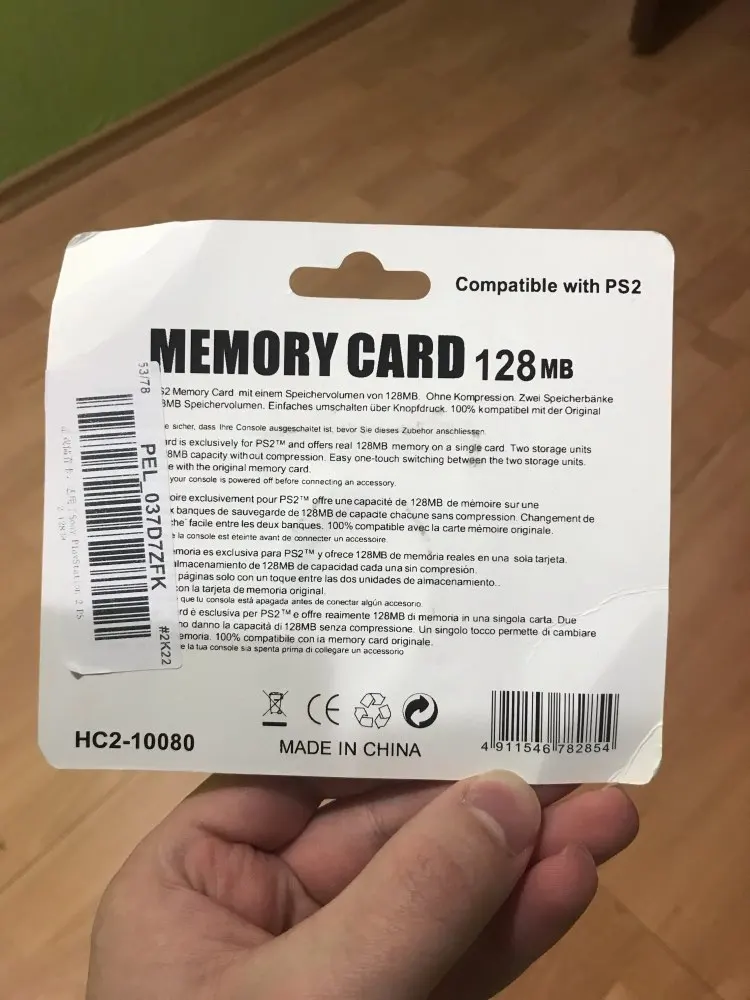 Compatible with PS2
MEMORY CARD 128MB
S2 Memory Card mit einem Speichervolumen von 128MB. Ohne Kompression. Zwei Speicherbänke
8MB Speichervolumen. Einfaches umschalten über Knopfdruck. 100% kompatibel mit der Original
e sicher, dass Ihre Console ausgeschaltet ist, bevor Sie dieses Zubehör anschliessen
rd is exclusively for PS2™ and offers real 128MB memory on a single card. Two storage units
8MB capacity without compression. Easy one-touch switching between the two storage units.
e with the original memory card.
your console is powered off before connecting an accessory.
oire exclusivement pour PS2™ offre une capacité de 128MB de mémoire sur une
x banques de sauvegarde de 128MB de capacite chacune sans compression. Changement de
che facile entre les deux banques. 100% compatible avec la carte mémoire originale.
e la console est eteinte avant de connecter un accessoire.
emoria es exclusiva para PS2™ y ofrece 128MB de memoria reales en una sola tarjeta.
almacenamiento de 128MB de capacidad cada una sin compresión.
páginas solo con un toque entre las dos unidades de almacenamiento..
con la tarjeta de memoria original.
que tu consola está apagada antes de conectar algún accesorio
rd è esclusiva per PS2™ e offre realmente 128MB di memoria in una singola carta. Due
no danno la capacità di 128MB senza compressione. Un singolo tocco permette di cambiare
emoria. 100% compatibile con la memory card originale.
e la tua console sia spenta prima di collegare un accessorio
53/78
PEL_037D7ZFK
#2K22
Sony PlayStation 2 PS
2 128M
HC2-10080
CE
MADE IN CHINA
4 911546 782854